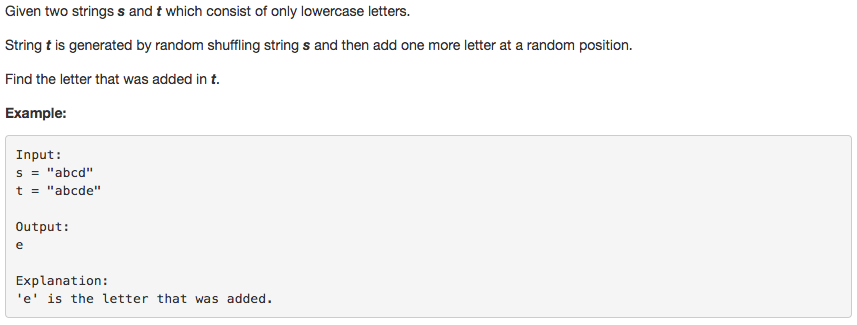 Given two strings s and t which consist of only lowercase letters.
String t is generated by random shuffling string s and then add one more letter at a random position.
Find the letter that was added in t.
Example:
Input:
s = "abcd"
t = "abcde"
Output:
e
Explanation:
'e' is the letter that was added.